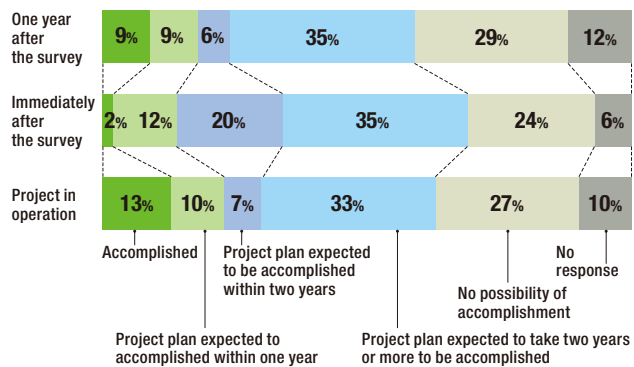 One year
after
the survey
9% 9% 6% 35% 29% 12%
Immediately
after
the survey
2% 12% 20% 35% 24% 6%
Project in
operation
13% 10% 7% 33% 27% 10%
Accomplished
Project plan expected
to be accomplished
within two years
No
response
No possibility of
accomplishment
Project plan expected to
accomplished within one year
Project plan expected to take two years
or more to be accomplished